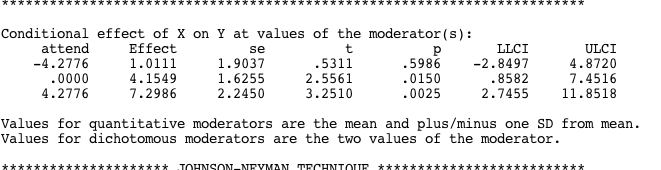 **************************************************************************
Conditional effect of X on Y at values of the moderator(s):
attend Effect se t p LLCI ULCI
-4.2776 1.0111 1.9037 .5311 .5986 -2.8497 4.8720
.0000 4.1549 1.6255 2.5561 .0150 .8582 7.4516
4.2776 7.2986 2.2450 3.2510 .0025 2.7455 11.8518
Values for quantitative moderators are the mean and plus/minus one SD from mean.
Values for dichotomous moderators are the two values of the moderator.
********************* JOHNSON-NEYMAN TECHNIQUE **************************